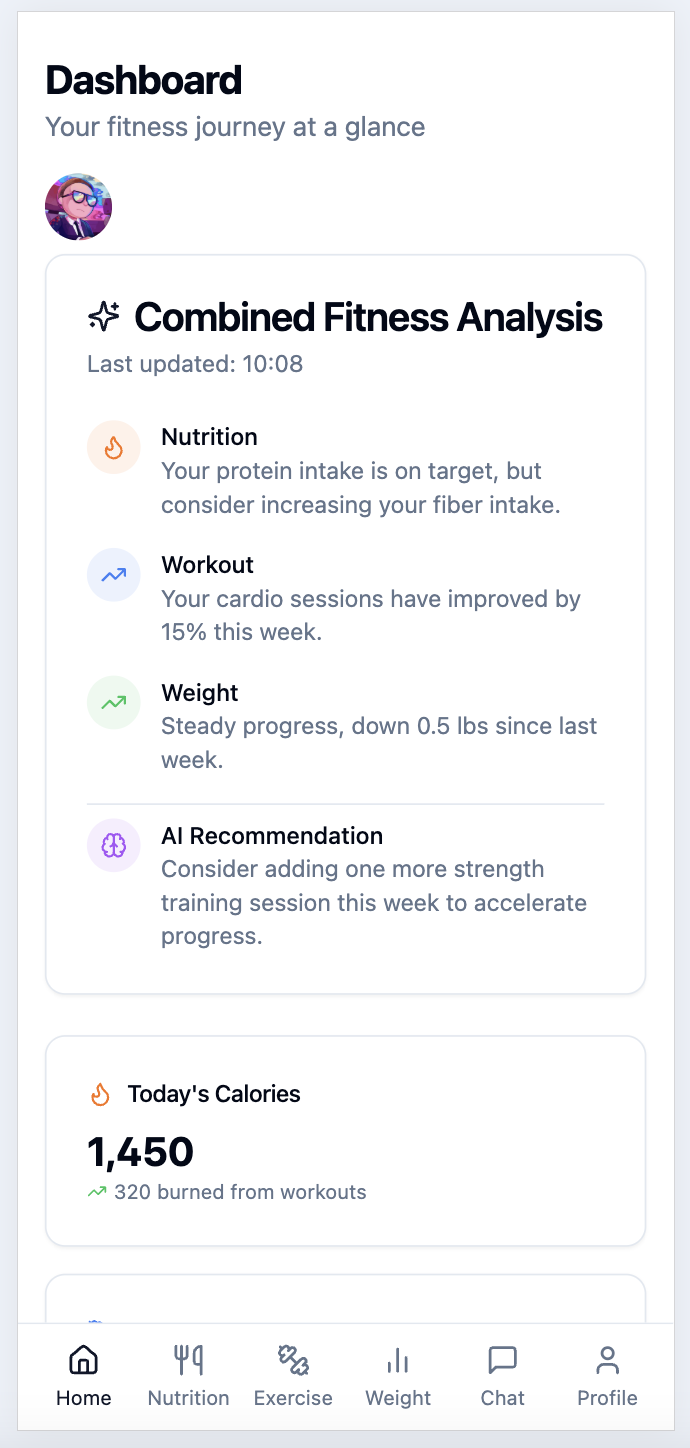 Dashboard
Your fitness journey at a glance
Combined Fitness Analysis
Last updated: 10:08
Nutrition
Your protein intake is on target, but
consider increasing your fiber intake.
Workout
Your cardio sessions have improved by
15% this week.
Weight
Steady progress, down 0.5 lbs since last
week.
AI Recommendation
Consider adding one more strength
training session this week to accelerate
progress.
Today's Calories
1,450
320 burned from workouts
Home
Nutrition
Exercise
Weight
Chat
Profile